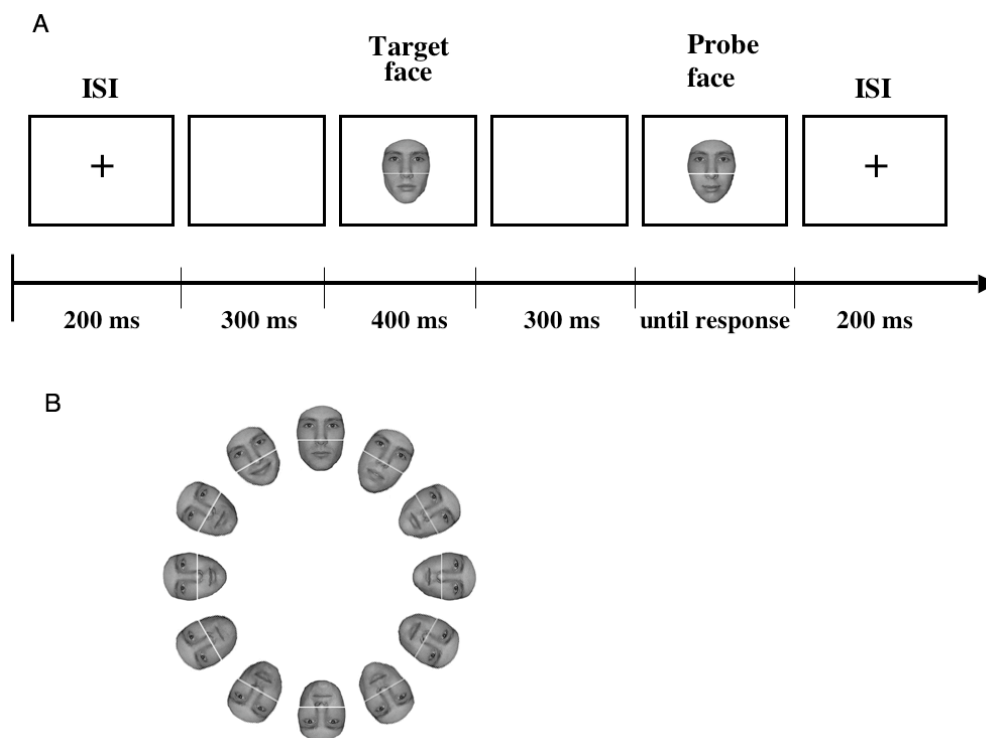 A
ISI
Target
face
Probe
face
ISI
200 ms
300 ms
400 ms
300 ms
until response
200 ms
B